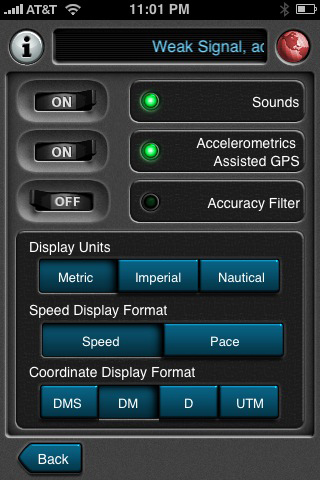 AT&T 11:01 PM
i Weak Signal, ac
ON Sounds
ON Accelerometrics
Assisted GPS
OFF Accuracy Filter
Display Units
Metric Imperial Nautical
Speed Display Format
Speed Pace
Coordinate Display Format
DMS DM D UTM
Back